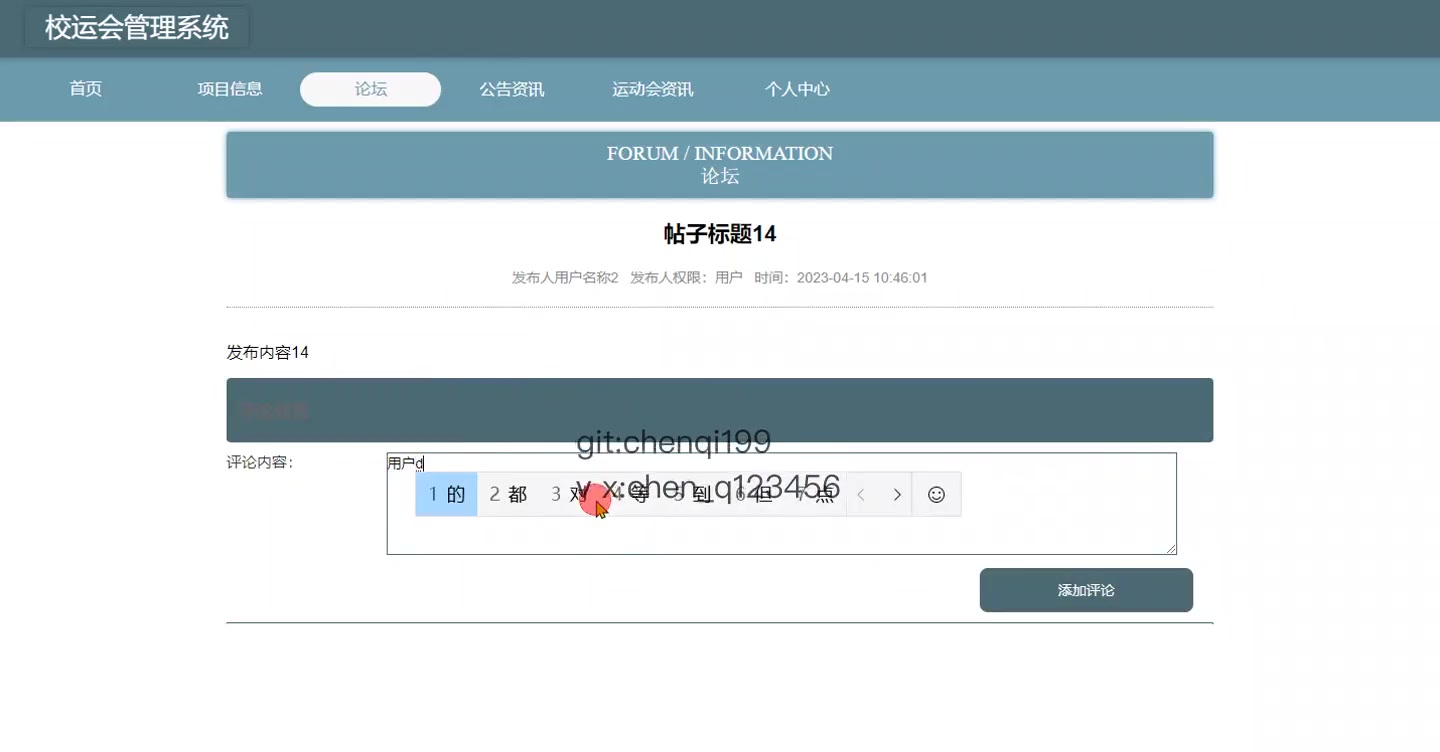 校运会管理系统
首页 项目信息 论坛 公告资讯 运动会资讯 个人中心
FORUM / INFORMATION
论坛
帖子标题14
发布人用户名称2 发布人权限：用户 时间：2023-04-15 10:46:01
发布内容14
git:chenqi199
评论内容：
用户d
v_x:chen_q123456
1 的 2 都 3 对 4 等 5 到 6 但 7 点
添加评论